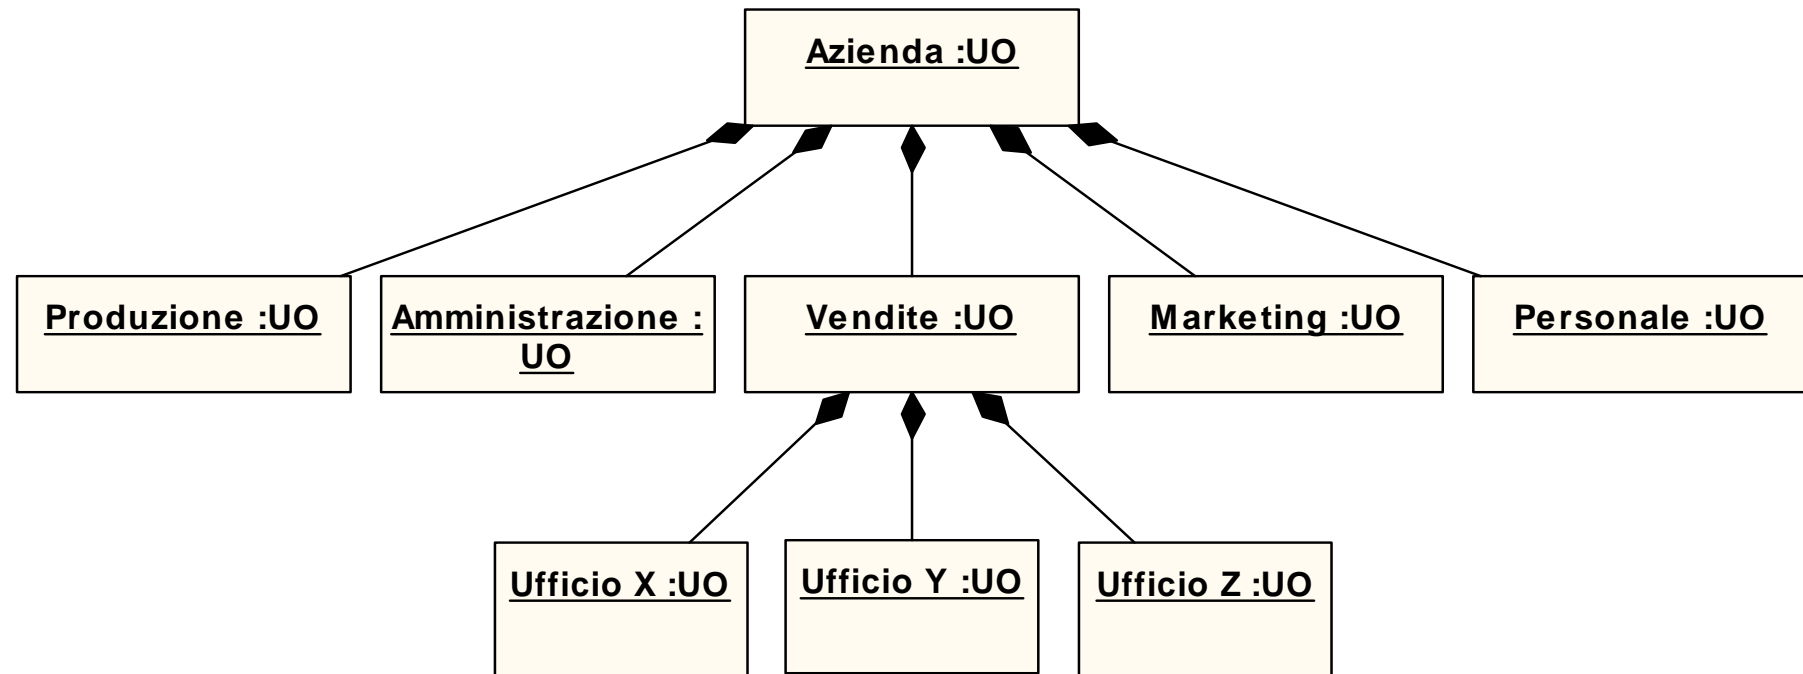 Azienda :UO
Produzione :UO
Amministrazione :
UO
Vendite :UO
Marketing :UO
Personale :UO
Ufficio X :UO
Ufficio Y :UO
Ufficio Z :UO